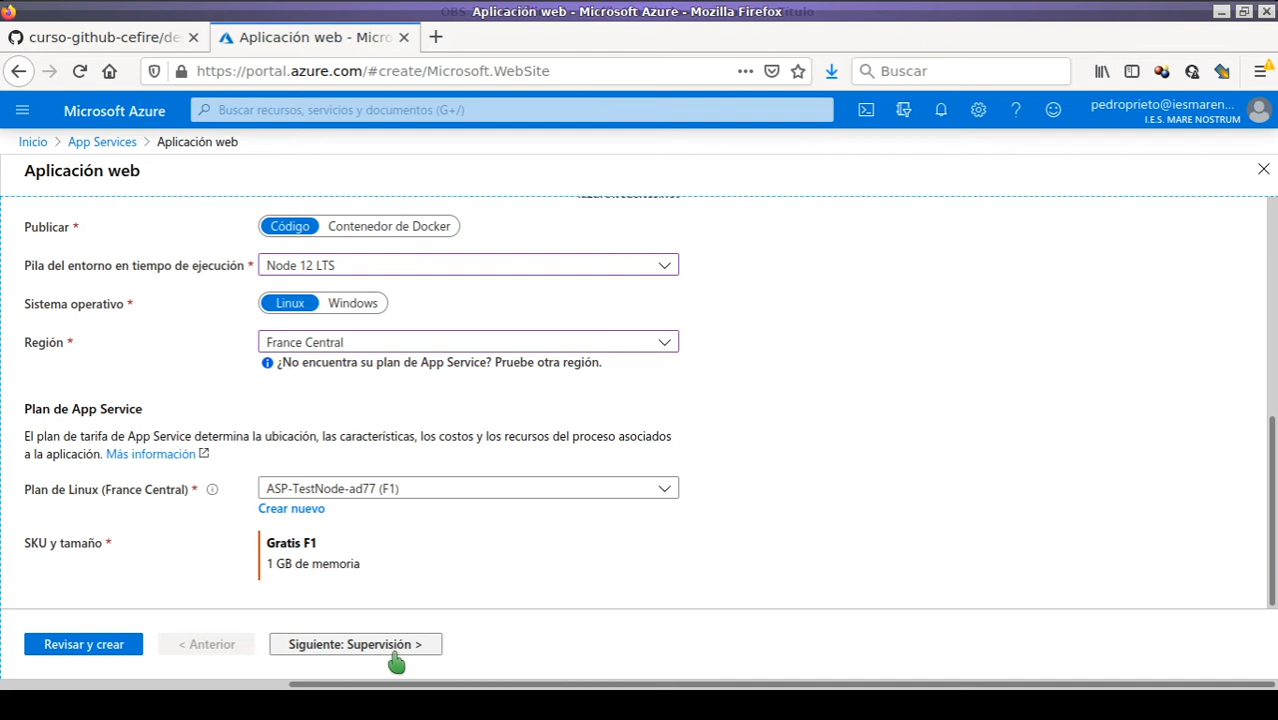 Aplicación web - Microsoft Azure - Mozilla Firefox
curso-github-cefire/de
Aplicación web - Micro
https://portal.azure.com/#create/Microsoft.WebSite
Buscar
Microsoft Azure
Buscar recursos, servicios y documentos (G+/)
pedroprieto@iesmaren...
I.E.S. MARE NOSTRUM
Inicio > App Services > Aplicación web
Aplicación web
Publicar *
Código
Contenedor de Docker
Pila del entorno en tiempo de ejecución *
Node 12 LTS
Sistema operativo *
Linux
Windows
Región *
France Central
¿No encuentra su plan de App Service? Pruebe otra región.
Plan de App Service
El plan de tarifa de App Service determina la ubicación, las características, los costos y los recursos del proceso asociados
a la aplicación. Más información
Plan de Linux (France Central) *
ASP-TestNode-ad77 (F1)
Crear nuevo
SKU y tamaño *
Gratis F1
1 GB de memoria
Revisar y crear
< Anterior
Siguiente: Supervisión >